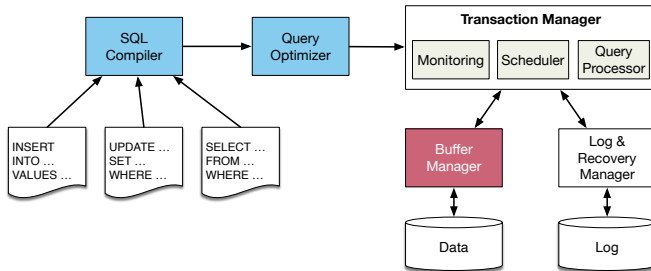 Transaction Manager
SQL
Compiler
Query
Optimizer
Monitoring
Scheduler
Query
Processor
INSERT
INTO ...
VALUES ...
UPDATE ...
SET ...
WHERE ...
SELECT ...
FROM ...
WHERE ...
Buffer
Manager
Log &
Recovery
Manager
Data
Log